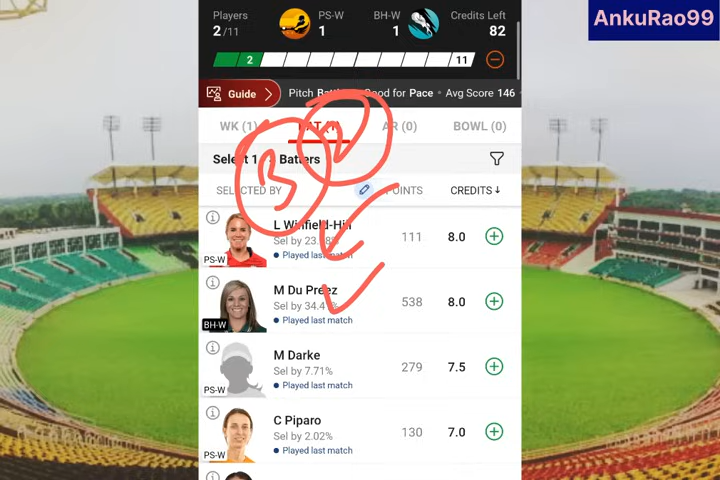 AnkuRao99
Players PS-W BH-W Credits Left
2/11 1 1 82
2 11
Guide Pitch Good for Pace • Avg Score 146
WK (1) AR (0) BOWL (0)
Select Batters
SELECTED BY POINTS CREDITS↓
L Winfield-Hill
Sel by 111 8.0
PS-W Played last match
M Du Preez
Sel by 34.4 538 8.0
BH-W Played last match
M Darke
Sel by 7.71% 279 7.5
PS-W Played last match
C Piparo
Sel by 2.02% 130 7.0
PS-W Played last match
3 2